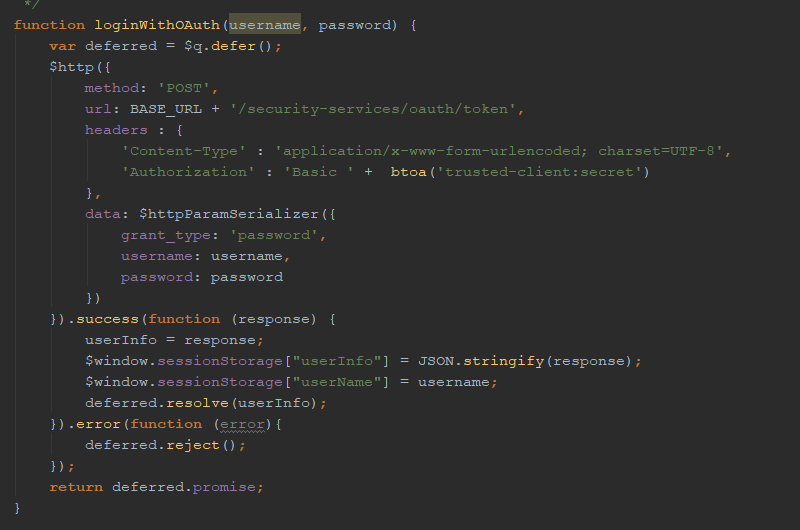 */
function loginWithOAuth(username, password) {
    var deferred = $q.defer();
    $http({
        method: 'POST',
        url: BASE_URL + '/security-services/oauth/token',
        headers : {
            'Content-Type' : 'application/x-www-form-urlencoded; charset=UTF-8',
            'Authorization' : 'Basic ' +  btoa('trusted-client:secret')
        },
        data: $httpParamSerializer({
            grant_type: 'password',
            username: username,
            password: password
        })
    }).success(function (response) {
        userInfo = response;
        $window.sessionStorage["userInfo"] = JSON.stringify(response);
        $window.sessionStorage["userName"] = username;
        deferred.resolve(userInfo);
    }).error(function (error){
        deferred.reject();
    });
    return deferred.promise;
}